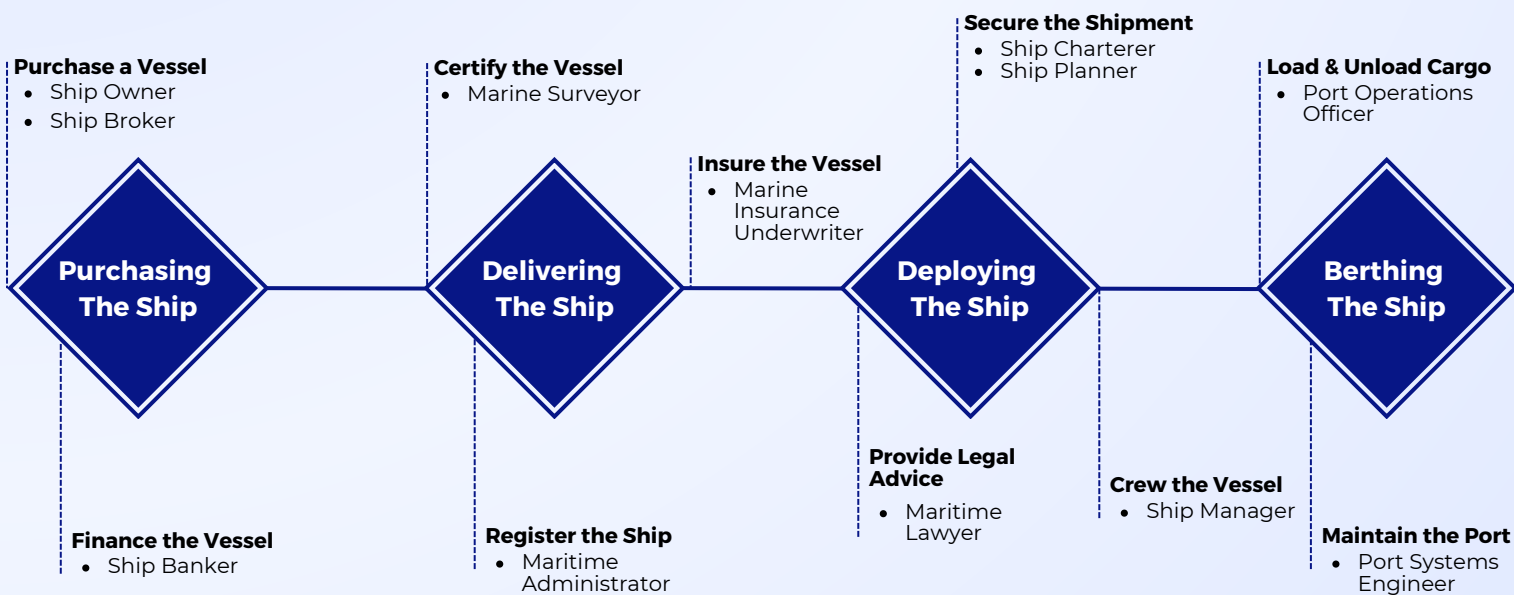 Purchase a Vessel
• Ship Owner
• Ship Broker
Purchasing
The Ship
Finance the Vessel
• Ship Banker
Certify the Vessel
• Marine Surveyor
Delivering
The Ship
Register the Ship
• Maritime
Administrator
Insure the Vessel
• Marine
Insurance
Underwriter
Secure the Shipment
• Ship Charterer
• Ship Planner
Deploying
The Ship
Provide Legal
Advice
• Maritime
Lawyer
Crew the Vessel
• Ship Manager
Load & Unload Cargo
• Port Operations
Officer
Berthing
The Ship
Maintain the Port
• Port Systems
Engineer